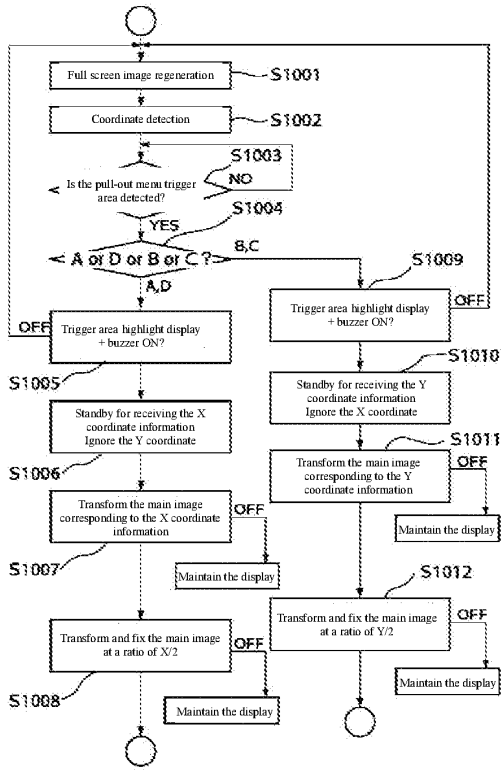 Full screen image regeneration
S1001
Coordinate detection
S1002
S1003
Is the pull-out menu trigger
area detected?
NO
YES
S1004
A or D or B or C ?
B,C
A,D
S1009
OFF
Trigger area highlight display
+ buzzer ON?
S1005
Trigger area highlight display
+ buzzer ON?
OFF
S1010
Standby for receiving the X
coordinate information
Ignore the Y coordinate
S1006
Standby for receiving the Y
coordinate information
Ignore the X coordinate
S1011
Transform the main image
corresponding to the X coordinate
information
OFF
S1007
Maintain the display
Transform the main image
corresponding to the Y
coordinate information
OFF
Maintain the display
S1012
Transform and fix the main image
at a ratio of X/2
OFF
S1008
Maintain the display
Transform and fix the main image
at a ratio of Y/2
OFF
Maintain the display